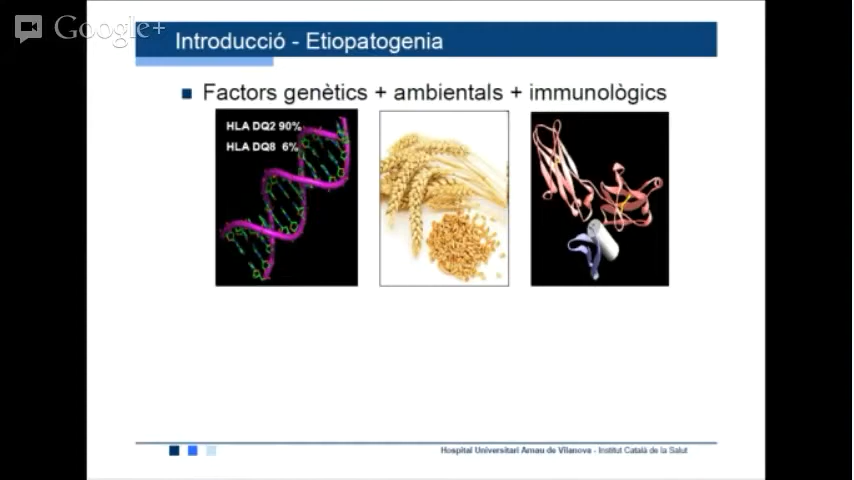 Google+
Introducció - Etiopatogenia
Factors genètics + ambientals + immunològics
HLA DQ2 90%
HLA DQ8 6%
Hospital Universitari Arnau de Vilanova - Institut Català de la Salut